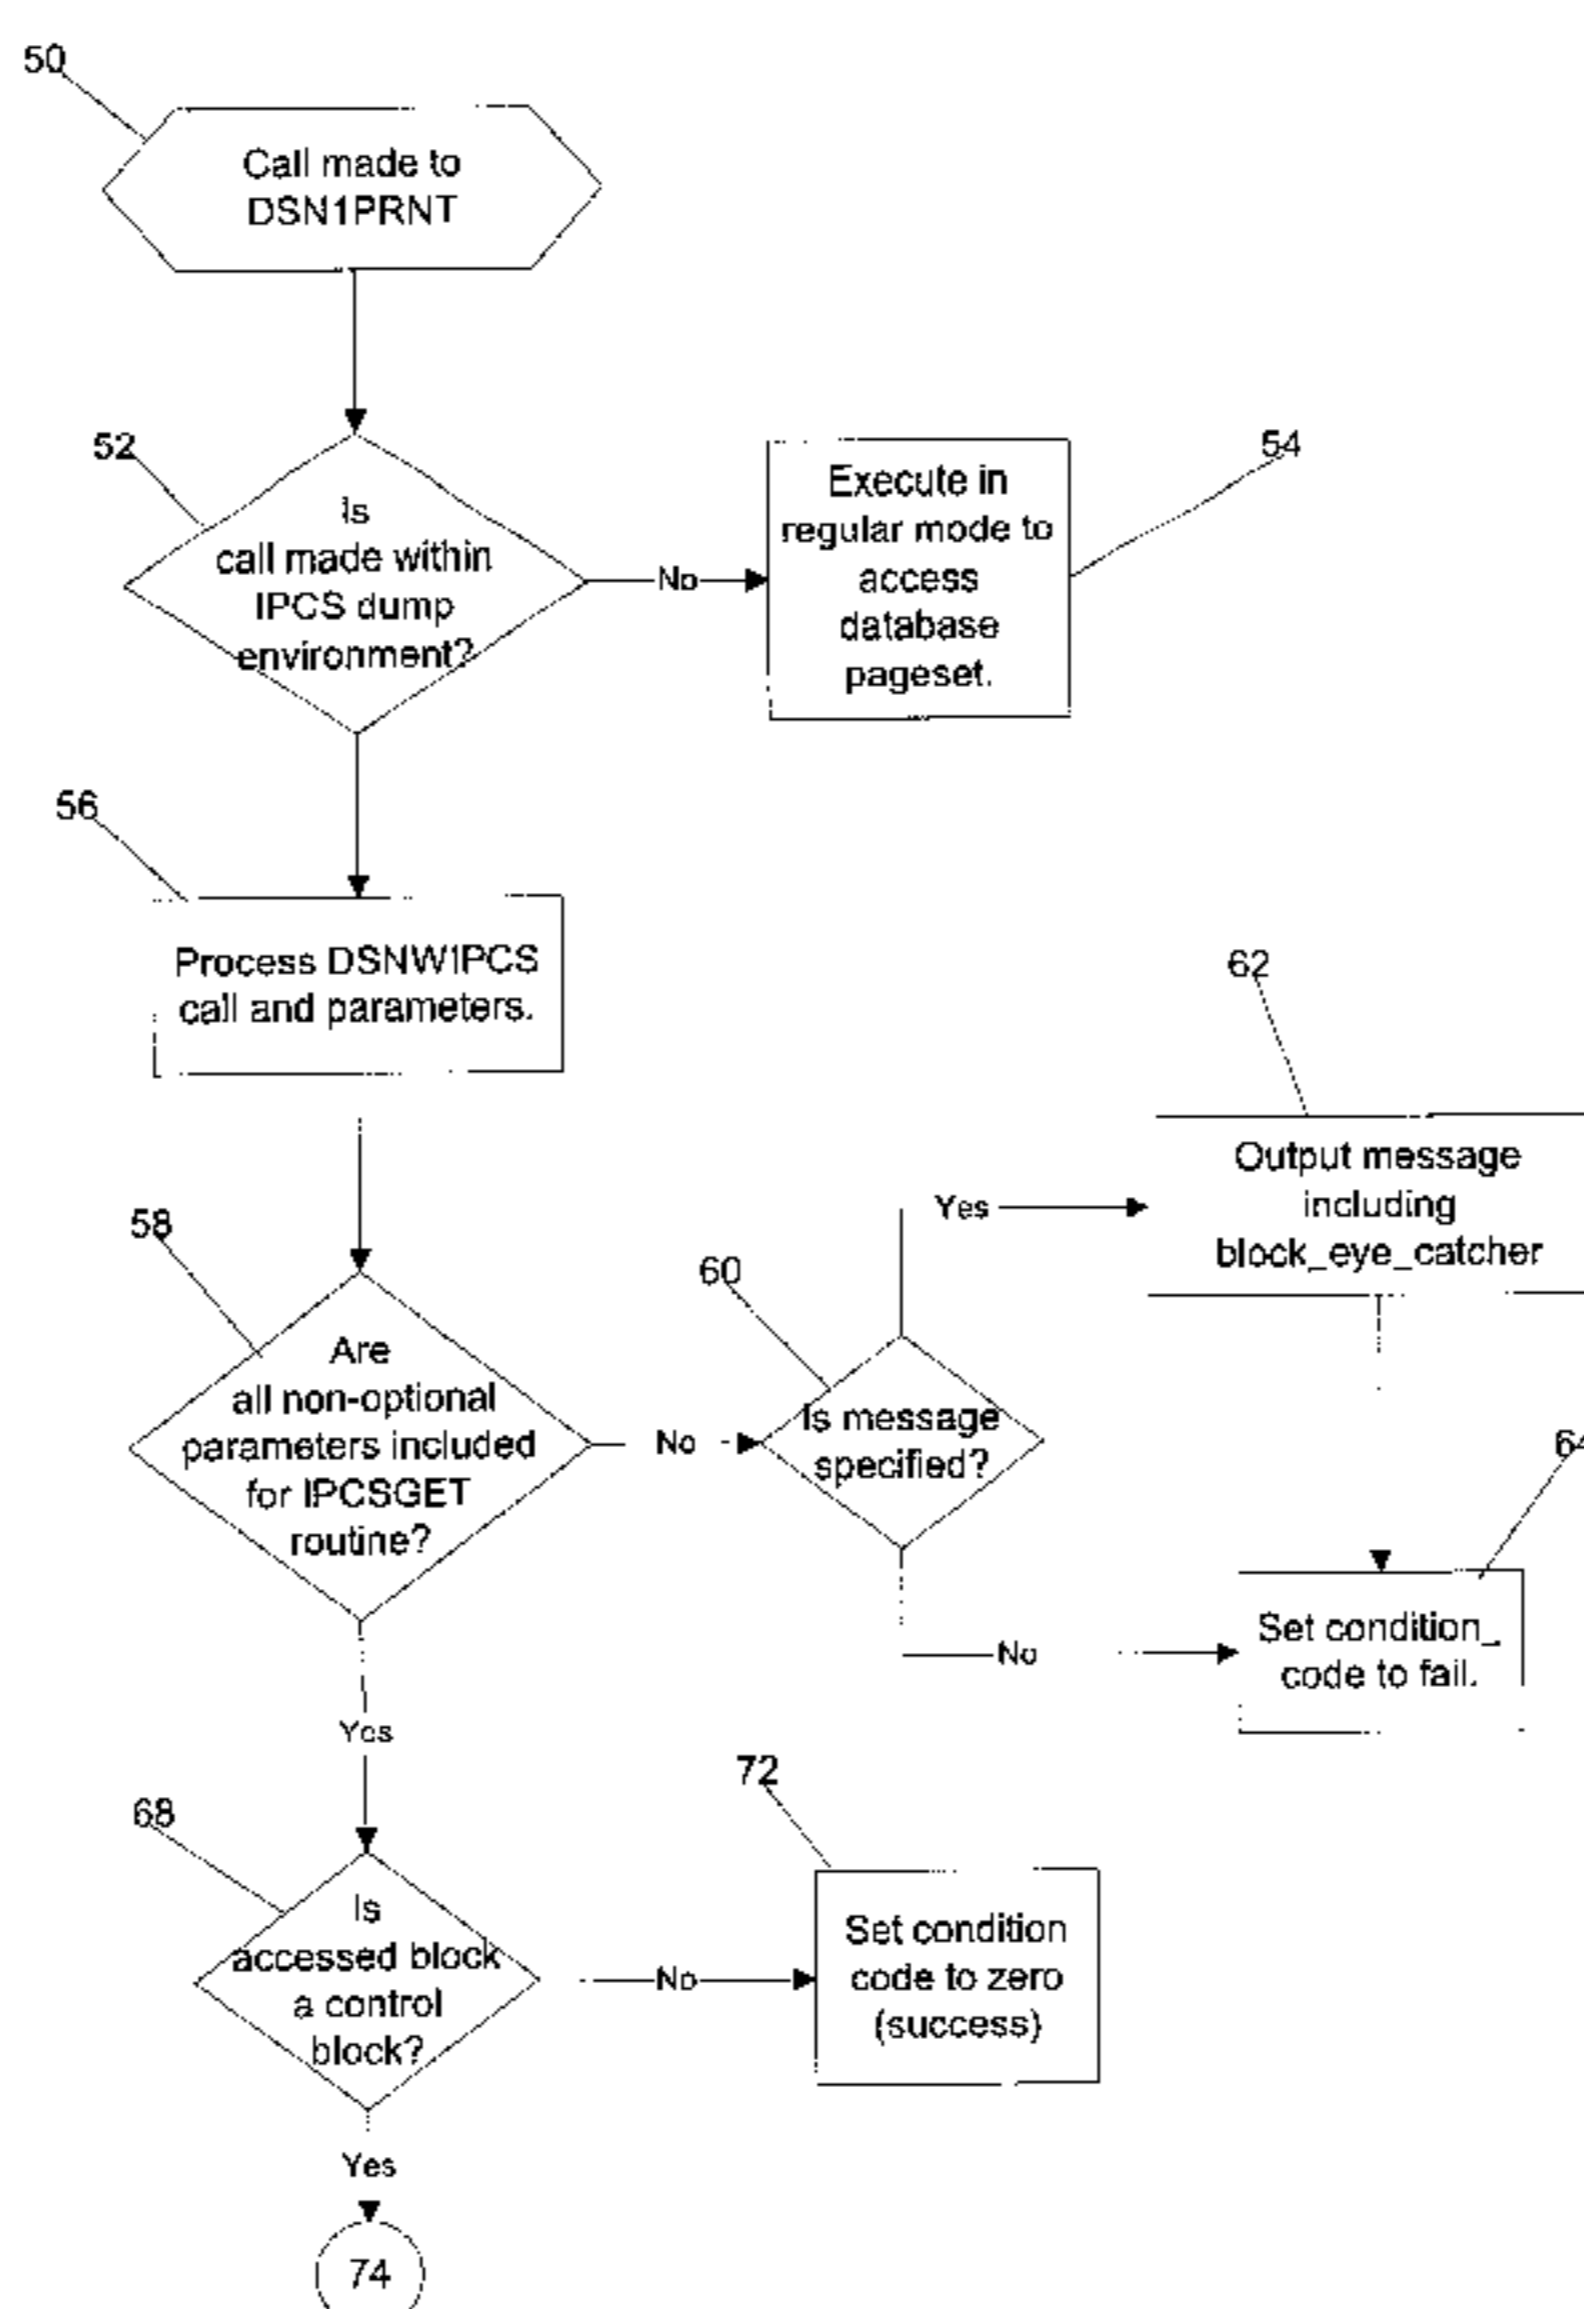 50
Call made to
DSN1PRNT
52
Is
call made within
IPCS dump
environment?
No
54
Execute in
regular mode to
access
database
pageset.
56
Process DSNW1PCS
call and parameters.
62
Output message
including
block_eye_catcher
Yes
58
Are
all non-optional
parameters included
for IPCSGET
routine?
No
60
Is message
specified?
64
Set condition_
code to fail.
No
Yes
68
Is
accessed block
a control
block?
No
72
Set condition
code to zero
(success)
Yes
74